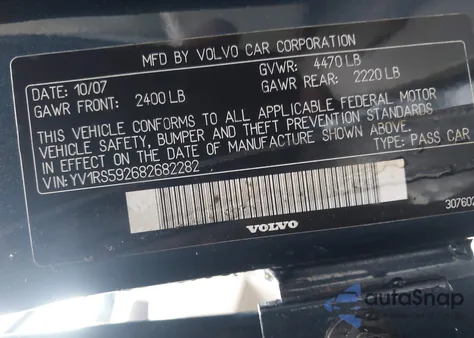 MFD BY VOLVO CAR CORPORATION
DATE: 10/07 GVWR: 4470 LB
GAWR FRONT: 2400 LB GAWR REAR: 2220 LB
THIS VEHICLE CONFORMS TO ALL APPLICABLE FEDERAL MOTOR
VEHICLE SAFETY, BUMPER AND THEFT PREVENTION STANDARDS
IN EFFECT ON THE DATE OF MANUFACTURE SHOWN ABOVE.
VIN: YV1RS592682682282 TYPE: PASS CAR
VOLVO
307602
autoSnap